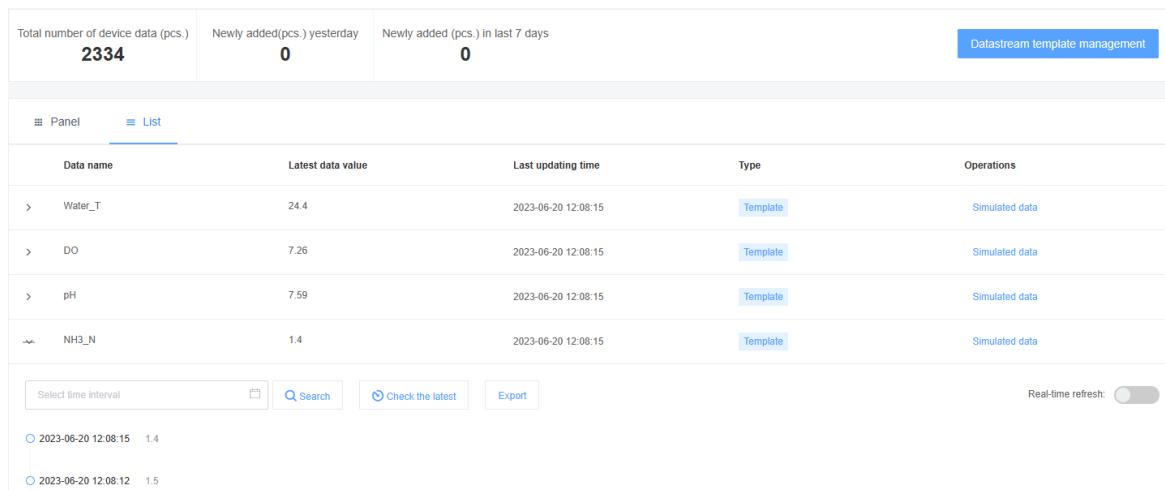 Total number of device data (pcs.) Newly added(pcs.) yesterday Newly added (pcs.) in last 7 days
2334 0 0
Datastream template management
Panel List
Data name Latest data value Last updating time Type Operations
Water_T 24.4 2023-06-20 12:08:15 Template Simulated data
DO 7.26 2023-06-20 12:08:15 Template Simulated data
pH 7.59 2023-06-20 12:08:15 Template Simulated data
NH3_N 1.4 2023-06-20 12:08:15 Template Simulated data
Select time interval Search Check the latest Export Real-time refresh:
2023-06-20 12:08:15 1.4
2023-06-20 12:08:12 1.5